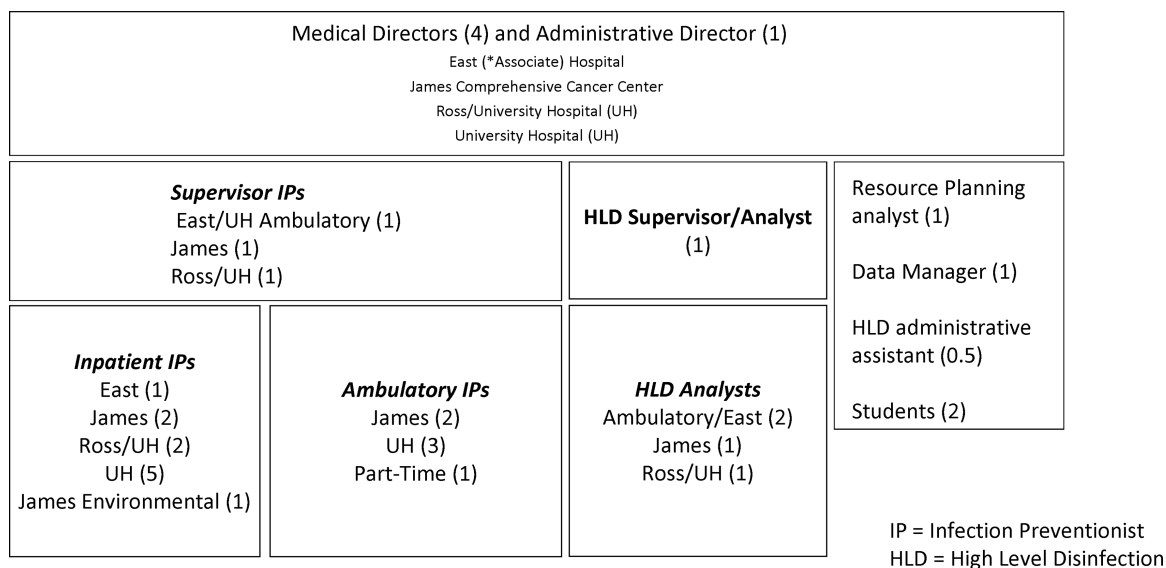 Medical Directors (4) and Administrative Director (1)
East (*Associate) Hospital
James Comprehensive Cancer Center
Ross/University Hospital (UH)
University Hospital (UH)
Supervisor IPs
East/UH Ambulatory (1)
James (1)
Ross/UH (1)
HLD Supervisor/Analyst
(1)
Resource Planning
analyst (1)
Data Manager (1)
HLD administrative
assistant (0.5)
Students (2)
Inpatient IPs
East (1)
James (2)
Ross/UH (2)
UH (5)
James Environmental (1)
Ambulatory IPs
James (2)
UH (3)
Part-Time (1)
HLD Analysts
Ambulatory/East (2)
James (1)
Ross/UH (1)
IP = Infection Preventionist
HLD = High Level Disinfection